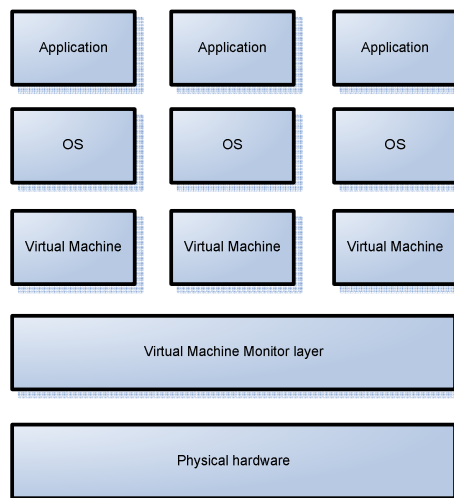 Application
Application
Application
OS
OS
OS
Virtual Machine
Virtual Machine
Virtual Machine
Virtual Machine Monitor layer
Physical hardware